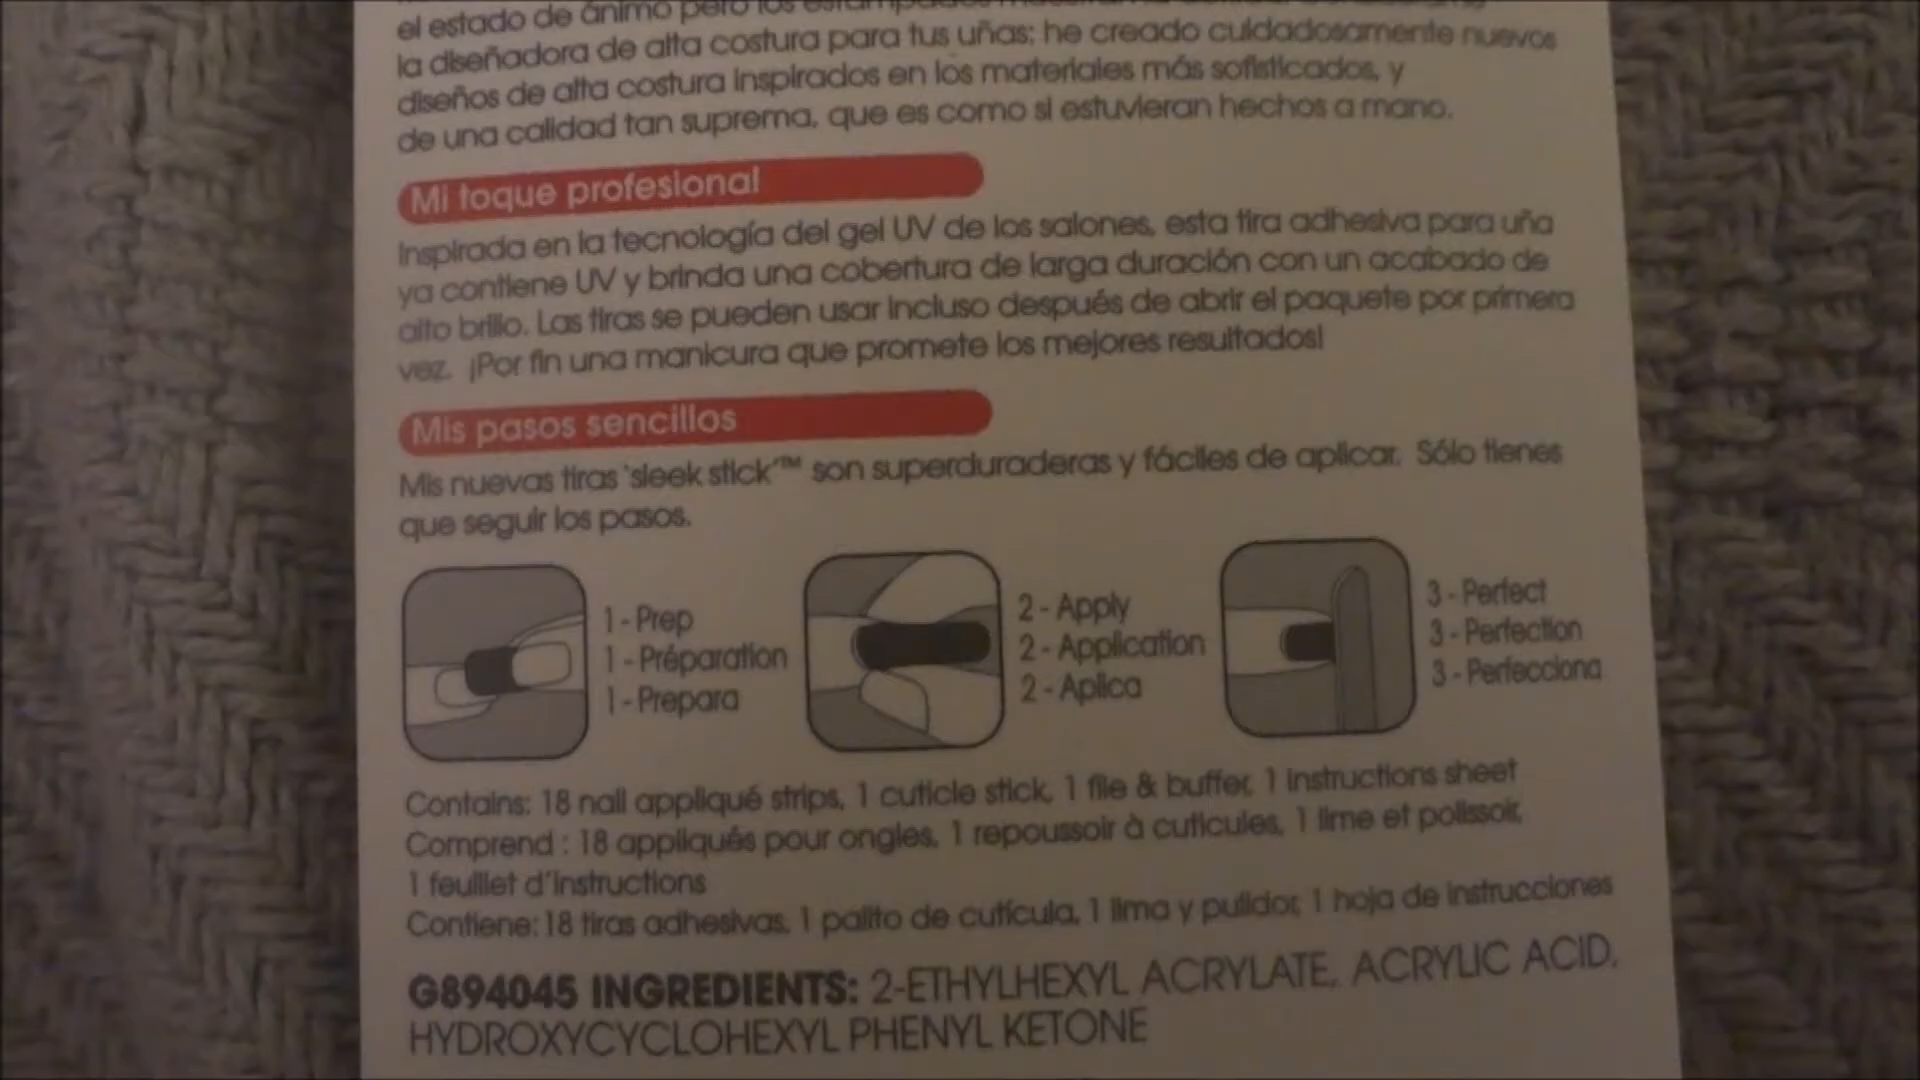 el estado de ánimo pero los estampados
la diseñadora de alta costura para tus uñas; he creado cuidadosamente nuevos
diseños de alta costura inspirados en los materiales más sofisticados, y
de una calidad tan suprema, que es como si estuvieran hechos a mano.
Mi toque profesional
Inspirada en la tecnología del gel UV de los salones, esta tira adhesiva para uña
ya contiene UV y brinda una cobertura de larga duración con un acabado de
alto brillo. Las tiras se pueden usar incluso después de abrir el paquete por primera
vez. ¡Por fin una manicura que promete los mejores resultados!
Mis pasos sencillos
Mis nuevas tiras 'sleek stick'™ son superduraderas y fáciles de aplicar. Sólo tienes
que seguir los pasos.
1 - Prep
1 - Préparation
1 - Prepara
2 - Apply
2 - Application
2 - Aplica
3 - Perfect
3 - Perfection
3 - Perfecciona
Contains: 18 nail appliqué strips, 1 cuticle stick, 1 file & buffer, 1 instructions sheet
Comprend : 18 appliqués pour ongles, 1 repoussoir à cuticules, 1 lime et polissoir,
1 feuillet d'instructions
Contiene: 18 tiras adhesivas, 1 palito de cutícula, 1 lima y pulidor, 1 hoja de instrucciones
G894045 INGREDIENTS: 2-ETHYLHEXYL ACRYLATE, ACRYLIC ACID,
HYDROXYCYCLOHEXYL PHENYL KETONE